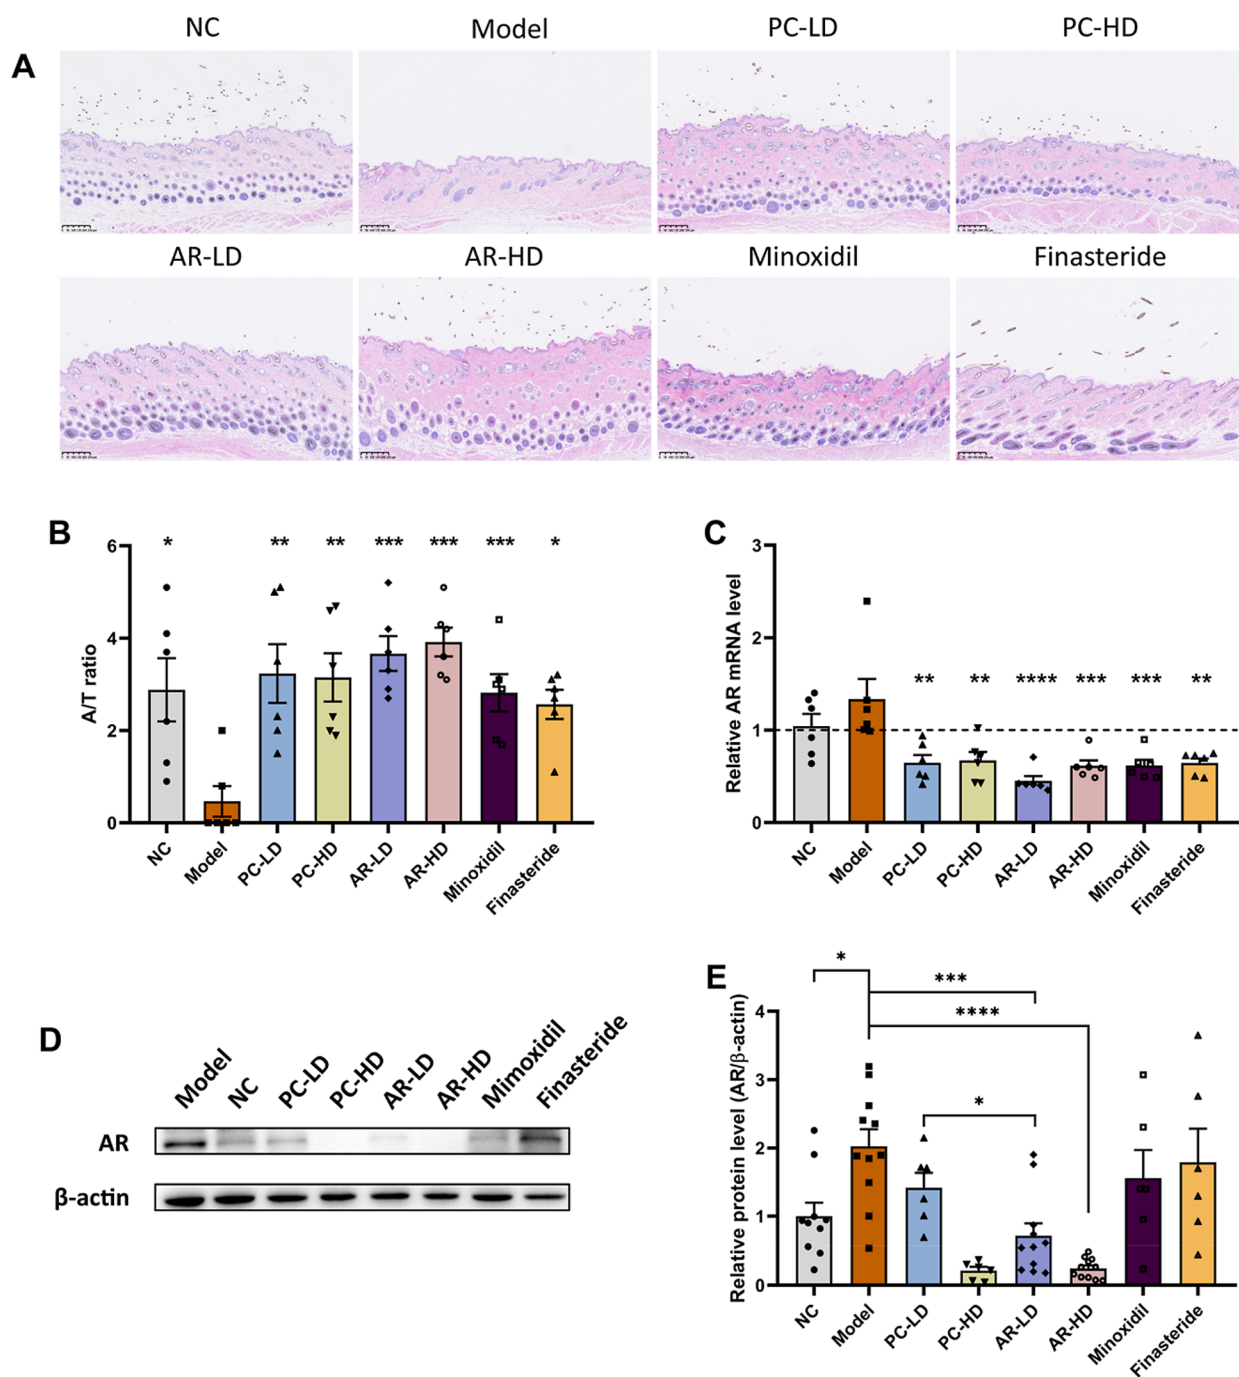 NC Model PC-LD PC-HD
A
AR-LD AR-HD Minoxidil Finasteride
B
* ** ** *** *** *** *
6
4
2
0
A/T ratio
NC Model PC-LD PC-HD AR-LD AR-HD Minoxidil Finasteride
C
3
2
1
0
Relative AR mRNA level
** ** **** *** *** **
NC Model PC-LD PC-HD AR-LD AR-HD Minoxidil Finasteride
D
Model NC PC-LD PC-HD AR-LD AR-HD Mimoxidil Finasteride
AR
β-actin
E
*
***
****
*
4
3
2
1
0
Relative protein level (AR/β-actin)
NC Model PC-LD PC-HD AR-LD AR-HD Minoxidil Finasteride